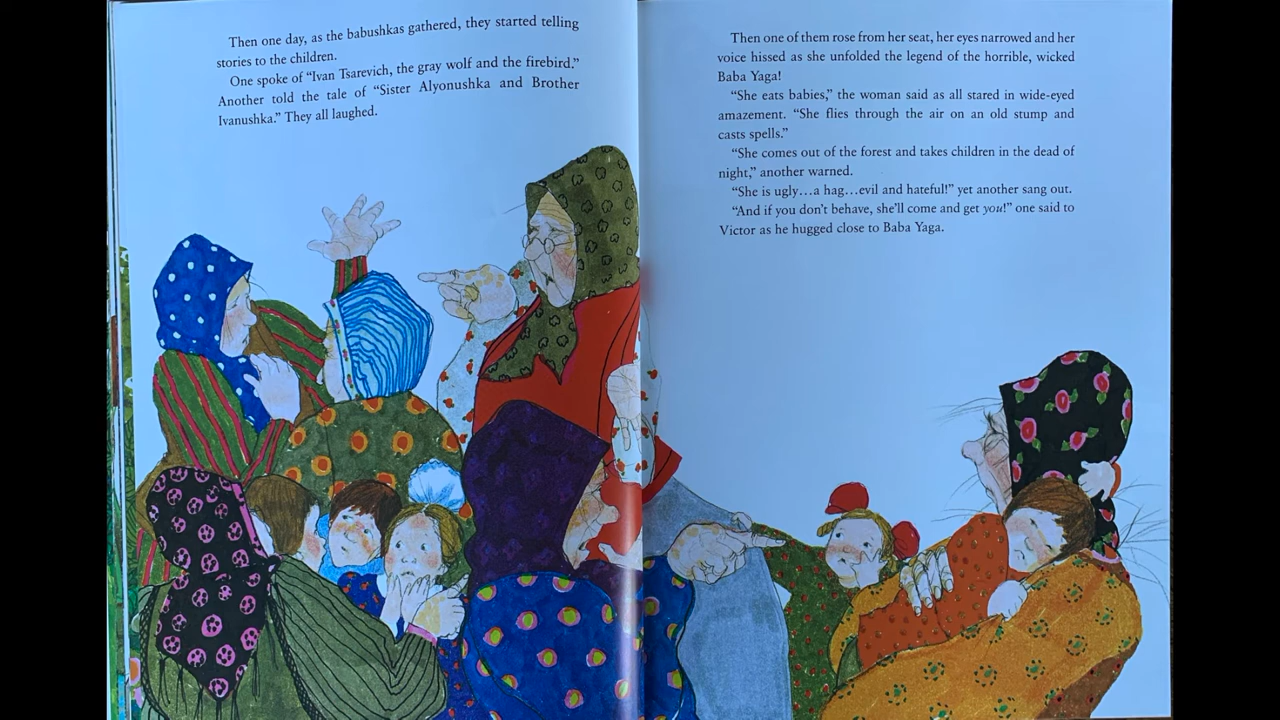 Then one day, as the babushkas gathered, they started telling
stories to the children.
One spoke of “Ivan Tsarevich, the gray wolf and the firebird.”
Another told the tale of “Sister Alyonushka and Brother
Ivanushka.” They all laughed.
Then one of them rose from her seat, her eyes narrowed and her
voice hissed as she unfolded the legend of the horrible, wicked
Baba Yaga!
“She eats babies,” the woman said as all stared in wide-eyed
amazement. “She flies through the air on an old stump and
casts spells.”
“She comes out of the forest and takes children in the dead of
night,” another warned.
“She is ugly...a hag...evil and hateful!” yet another sang out.
“And if you don’t behave, she’ll come and get you!” one said to
Victor as he hugged close to Baba Yaga.